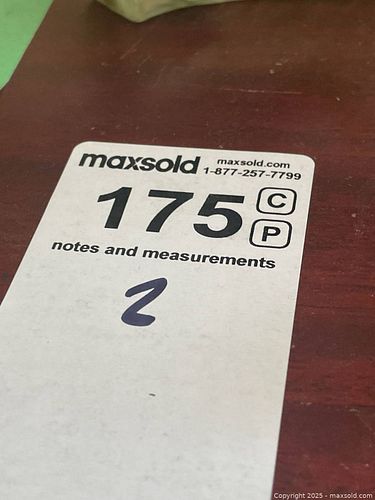 maxsold maxsold.com
1-877-257-7799
175 C
P
notes and measurements
2
Copyright © 2025 - maxsold.com